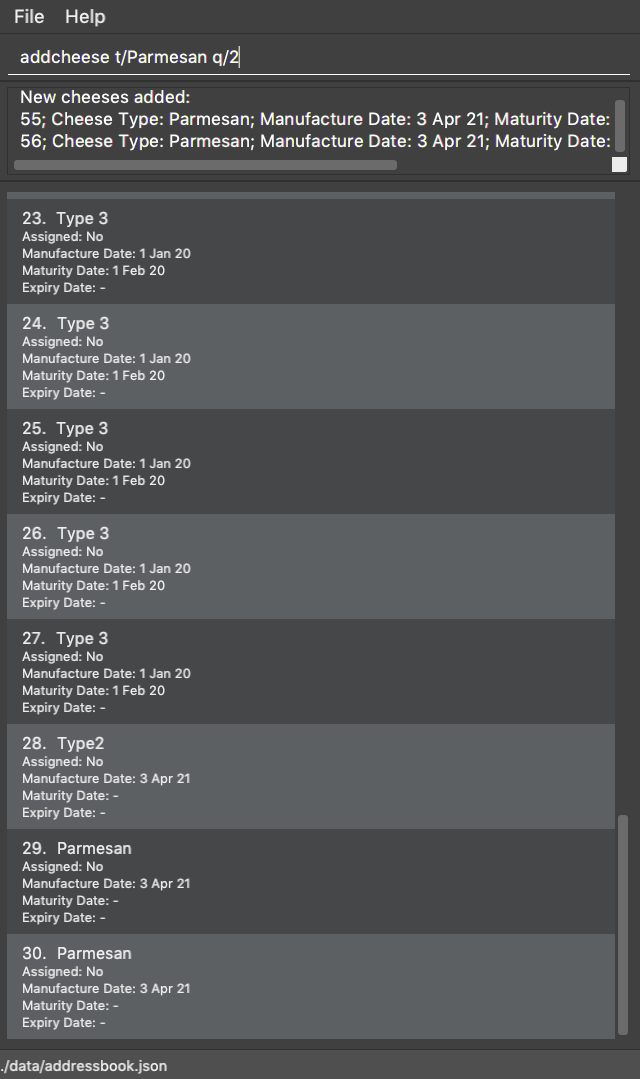 File Help
addcheese t/Parmesan q/2
New cheeses added:
55; Cheese Type: Parmesan; Manufacture Date: 3 Apr 21; Maturity Date:
56; Cheese Type: Parmesan; Manufacture Date: 3 Apr 21; Maturity Date:
23. Type 3
Assigned: No
Manufacture Date: 1 Jan 20
Maturity Date: 1 Feb 20
Expiry Date: -
24. Type 3
Assigned: No
Manufacture Date: 1 Jan 20
Maturity Date: 1 Feb 20
Expiry Date: -
25. Type 3
Assigned: No
Manufacture Date: 1 Jan 20
Maturity Date: 1 Feb 20
Expiry Date: -
26. Type 3
Assigned: No
Manufacture Date: 1 Jan 20
Maturity Date: 1 Feb 20
Expiry Date: -
27. Type 3
Assigned: No
Manufacture Date: 1 Jan 20
Maturity Date: 1 Feb 20
Expiry Date: -
28. Type2
Assigned: No
Manufacture Date: 3 Apr 21
Maturity Date: -
Expiry Date: -
29. Parmesan
Assigned: No
Manufacture Date: 3 Apr 21
Maturity Date: -
Expiry Date: -
30. Parmesan
Assigned: No
Manufacture Date: 3 Apr 21
Maturity Date: -
Expiry Date: -
./data/addressbook.json